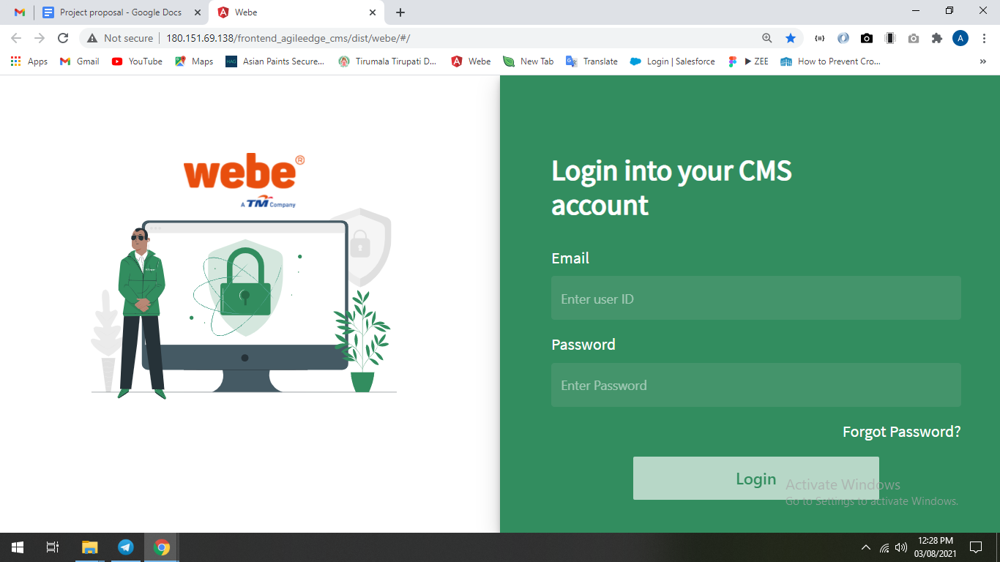 Project proposal - Google Docs
Webe
Not secure
180.151.69.138/frontend_agileedge_cms/dist/webe/#/
A
Apps
Gmail
YouTube
Maps
Asian Paints Secure...
Tirumala Tirupati D...
Webe
New Tab
Translate
Login | Salesforce
ZEE
How to Prevent Cro...
»
webe®
A TM Company
Login into your CMS
account
Email
Enter user ID
Password
Enter Password
Forgot Password?
Login
Activate Windows
Go to Settings to activate Windows.
12:28 PM
03/08/2021